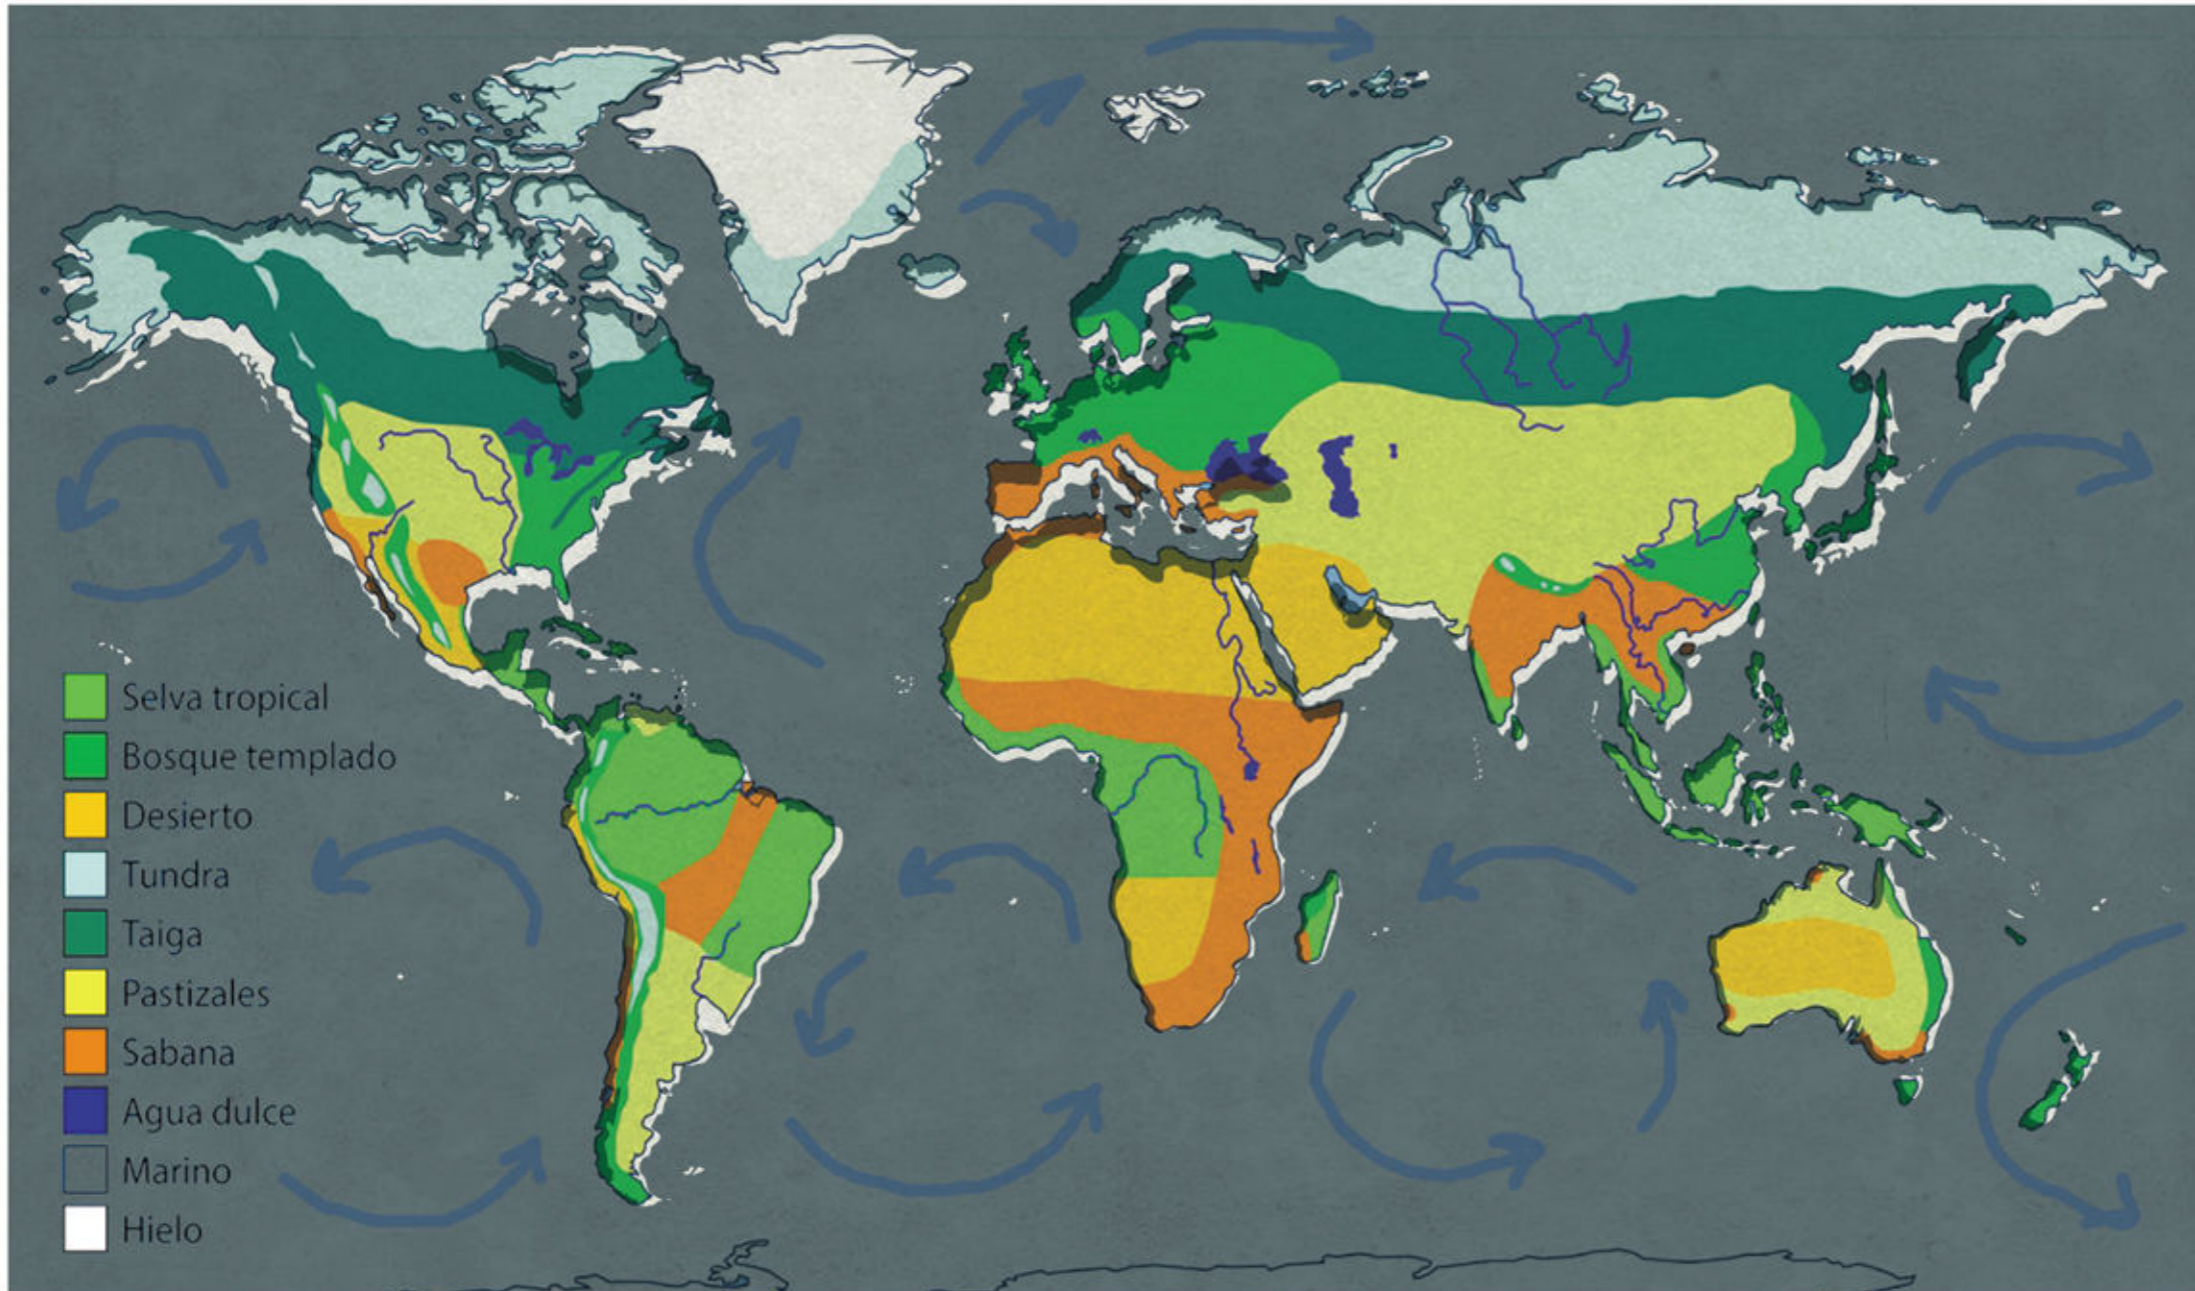 Selva tropical
Bosque templado
Desierto
Tundra
Taiga
Pastizales
Sabana
Agua dulce
Marino
Hielo